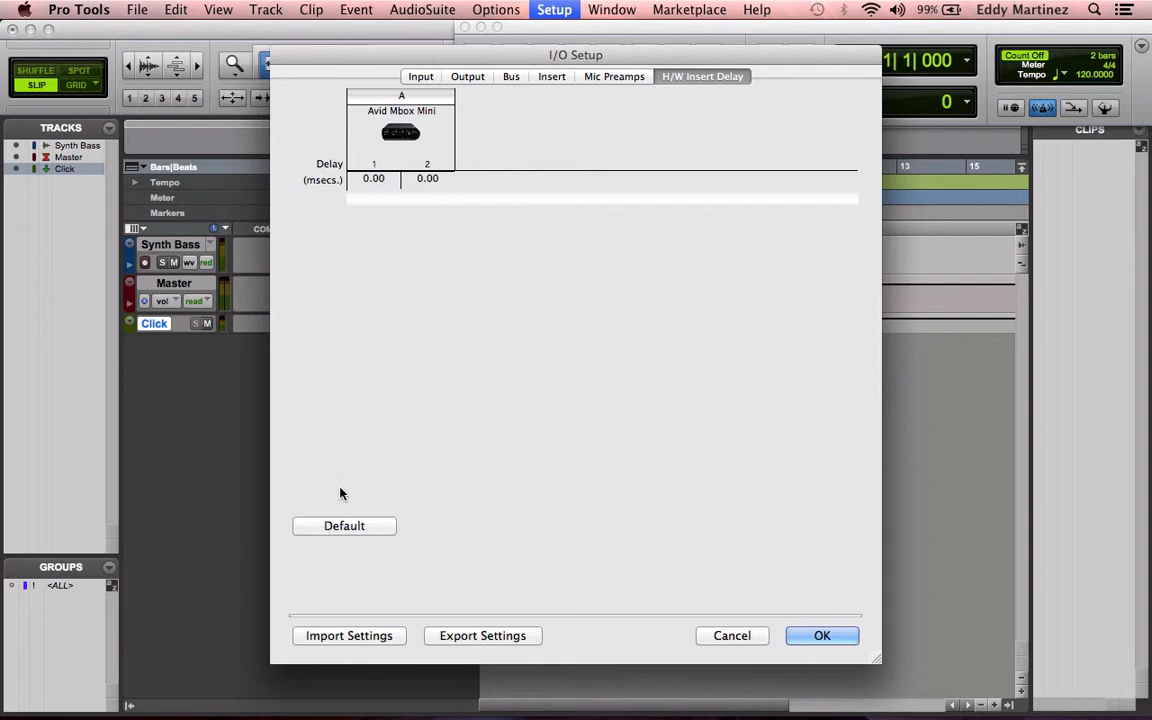 Pro Tools File Edit View Track Clip Event AudioSuite Options Setup Window Marketplace Help 99% Eddy Martinez
I/O Setup
SHUFFLE SPOT
SLIP GRID
1 2 3 4 5
1| 1| 000
0
Count Off 2 bars
Meter 4/4
Tempo 120.0000
Input Output Bus Insert Mic Preamps H/W Insert Delay
A
Avid Mbox Mini
Delay 1 2
(msecs.) 0.00 0.00
TRACKS
Synth Bass
Master
Click
CLIPS
Bars|Beats
13 15
Tempo
Meter
Markers
COM
Synth Bass
S M wv red
Master
vol read
Click S M
Default
GROUPS
! <ALL>
Import Settings Export Settings Cancel OK